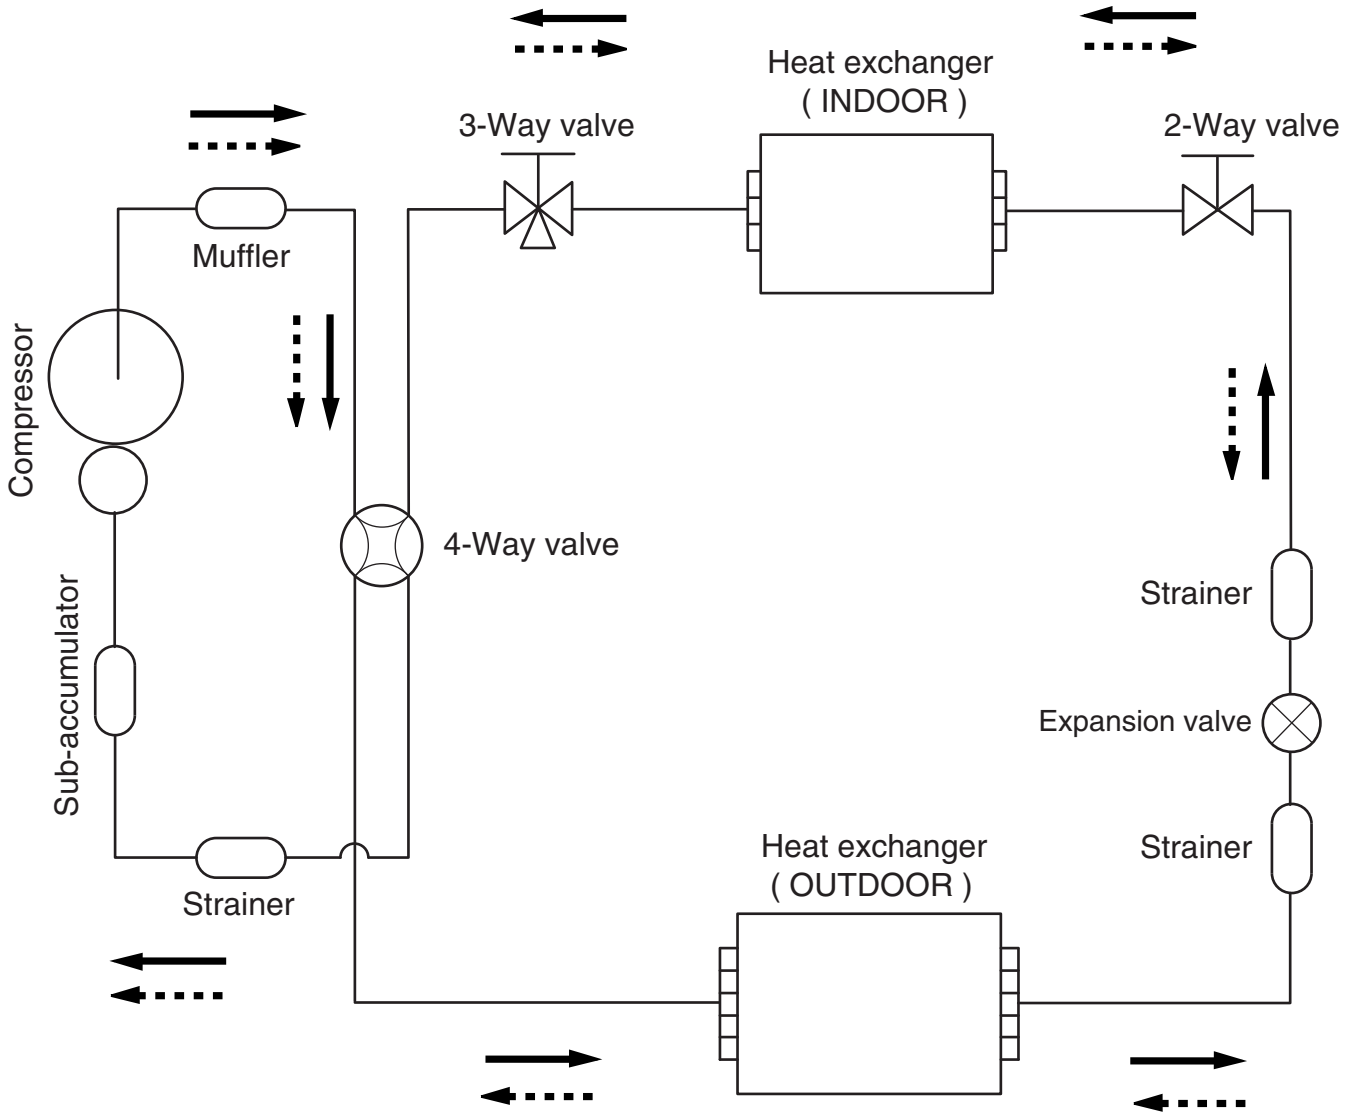 Heat exchanger
( INDOOR )
3-Way valve
2-Way valve
Muffler
Compressor
4-Way valve
Strainer
Sub-accumulator
Expansion valve
Heat exchanger
( OUTDOOR )
Strainer
Strainer